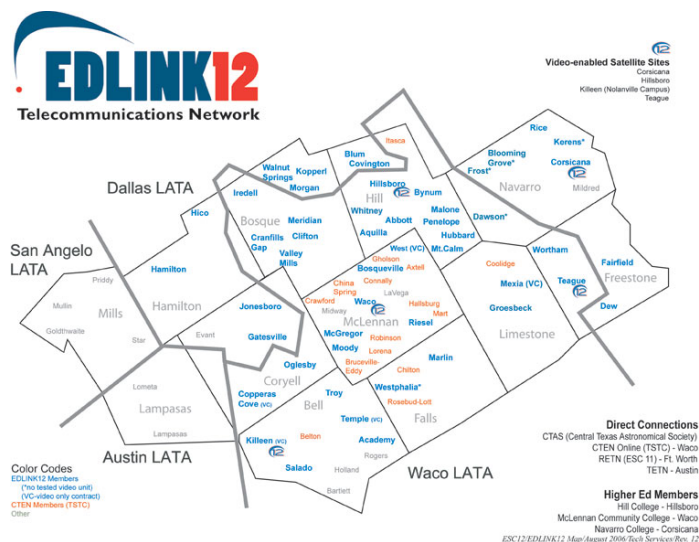 EDLINK12
Telecommunications Network
12
Video-enabled Satellite Sites
Corsicana
Hillsboro
Killeen (Nolanville Campus)
Teague
Dallas LATA
San Angelo
LATA
Austin LATA
Waco LATA
Itasca
Rice
Kerens*
Blooming
Grove*
Frost*
Corsicana
12
Navarro
Mildred
Blum
Covington
Walnut
Springs
Kopperl
Morgan
Iredell
Hillsboro
12
Hill
Bynum
Whitney
Malone
Abbott
Penelope
Aquilla
Hubbard
Mt.Calm
Dawson*
Hico
Bosque
Meridian
Cranfills
Gap
Clifton
Valley
Mills
West (VC)
Gholson
Bosqueville
Axtell
Connally
China
Spring
LaVega
Crawford
Waco
12
Midway
Hallsburg
Mart
McLennan
Riesel
McGregor
Robinson
Moody
Lorena
Bruceville-
Eddy
Coolidge
Wortham
Mexia (VC)
Teague
12
Fairfield
Freestone
Dew
Groesbeck
Limestone
Hamilton
Hamilton
Priddy
Mullin
Mills
Goldthwaite
Star
Evant
Jonesboro
Gatesville
Oglesby
Coryell
Copperas
Cove (VC)
Lometa
Lampasas
Lampasas
Marlin
Chilton
Westphalia*
Rosebud-Lott
Falls
Troy
Bell
Temple (VC)
Killeen (VC)
12
Belton
Academy
Rogers
Salado
Holland
Bartlett
Color Codes
EDLINK12 Members
(*no tested video unit)
(VC-video only contract)
CTEN Members (TSTC)
Other
Direct Connections
CTAS (Central Texas Astronomical Society)
CTEN Online (TSTC) - Waco
RETN (ESC 11) - Ft. Worth
TETN - Austin
Higher Ed Members
Hill College - Hillsboro
McLennan Community College - Waco
Navarro College - Corsicana
ESC12/EDLINK12 Map/August 2006/Tech Services/Rev. 12